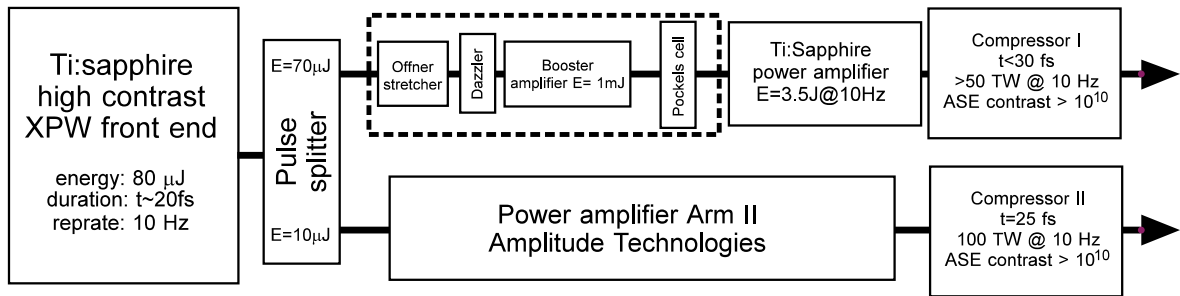 Ti:sapphire
high contrast
XPW front end
energy: 80 μJ
duration: t~20fs
reprate: 10 Hz
Pulse
splitter
E=70μJ
E=10μJ
Offner
stretcher
Dazzler
Booster
amplifier E= 1mJ
Pockels cell
Ti:Sapphire
power amplifier
E=3.5J@10Hz
Compressor I
t<30 fs
>50 TW @ 10 Hz
ASE contrast > 10¹⁰
Power amplifier Arm II
Amplitude Technologies
Compressor II
t=25 fs
100 TW @ 10 Hz
ASE contrast > 10¹⁰